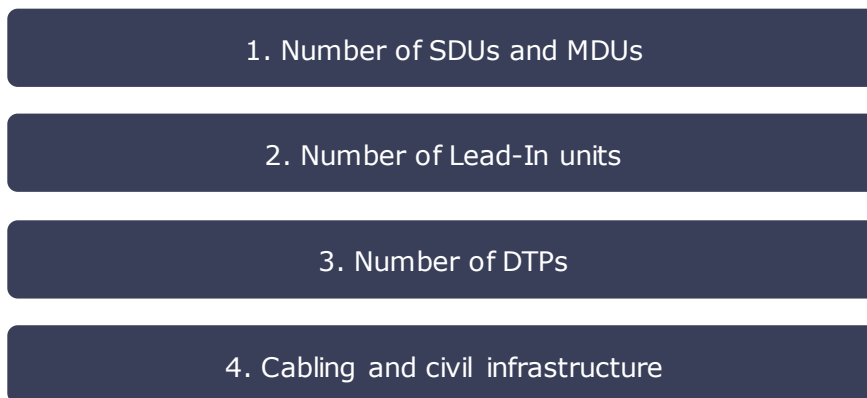 1. Number of SDUs and MDUs
2. Number of Lead-In units
3. Number of DTPs
4. Cabling and civil infrastructure